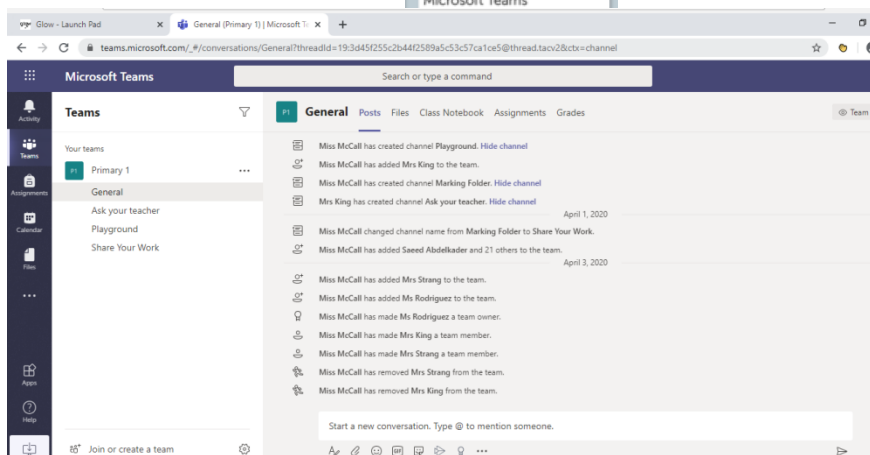 Microsoft Teams
Glow - Launch Pad
General (Primary 1) | Microsoft Te
teams.microsoft.com/_#/conversations/General?threadId=19:3d45f255c2b44f2589a5c53c57ca1ce5@thread.tacv2&ctx=channel
Microsoft Teams
Search or type a command
Activity
Teams
Assignments
Calendar
Files
Apps
Help
Teams
Your teams
P1 Primary 1
General
Ask your teacher
Playground
Share Your Work
Join or create a team
P1 General Posts Files Class Notebook Assignments Grades
Team
Miss McCall has created channel Playground. Hide channel
Miss McCall has added Mrs King to the team.
Miss McCall has created channel Marking Folder. Hide channel
Mrs King has created channel Ask your teacher. Hide channel
April 1, 2020
Miss McCall changed channel name from Marking Folder to Share Your Work.
Miss McCall has added Saeed Abdelkader and 21 others to the team.
April 3, 2020
Miss McCall has added Mrs Strang to the team.
Miss McCall has added Ms Rodriguez to the team.
Miss McCall has made Ms Rodriguez a team owner.
Miss McCall has made Mrs King a team member.
Miss McCall has made Mrs Strang a team member.
Miss McCall has removed Mrs Strang from the team.
Miss McCall has removed Mrs King from the team.
Start a new conversation. Type @ to mention someone.
GIF